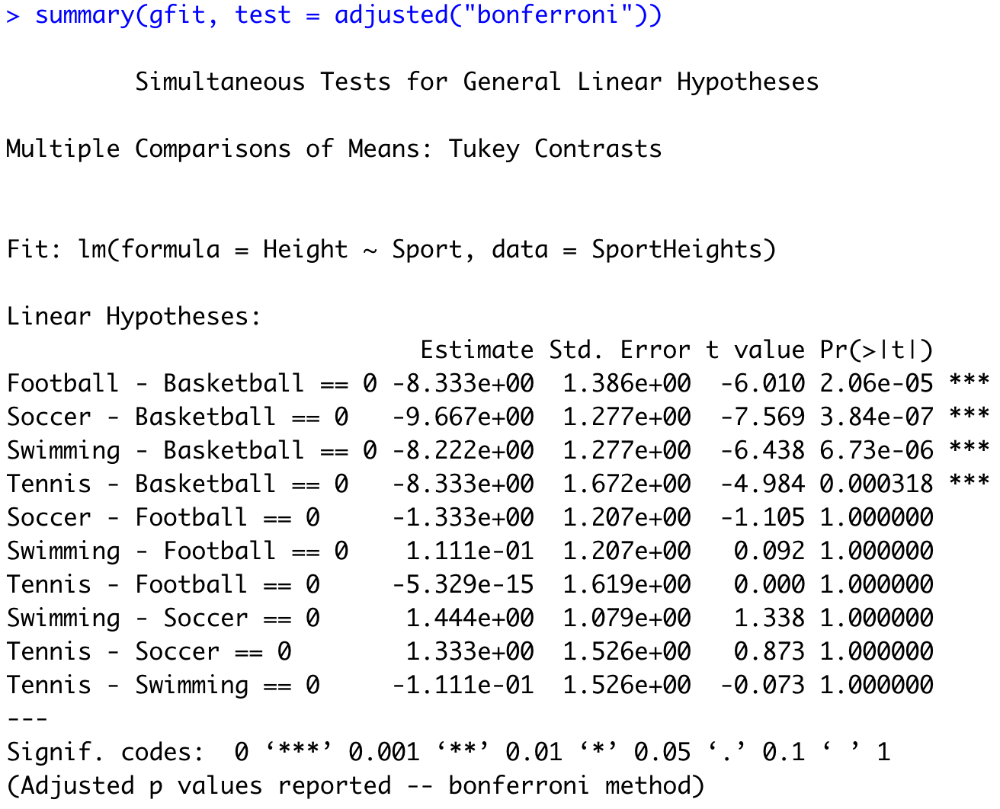 > summary(gfit, test = adjusted("bonferroni"))
Simultaneous Tests for General Linear Hypotheses
Multiple Comparisons of Means: Tukey Contrasts
Fit: lm(formula = Height ~ Sport, data = SportHeights)
Linear Hypotheses:
Estimate Std. Error t value Pr(>|t|)
Football - Basketball == 0 -8.333e+00 1.386e+00 -6.010 2.06e-05 ***
Soccer - Basketball == 0 -9.667e+00 1.277e+00 -7.569 3.84e-07 ***
Swimming - Basketball == 0 -8.222e+00 1.277e+00 -6.438 6.73e-06 ***
Tennis - Basketball == 0 -8.333e+00 1.672e+00 -4.984 0.000318 ***
Soccer - Football == 0 -1.333e+00 1.207e+00 -1.105 1.000000
Swimming - Football == 0 1.111e-01 1.207e+00 0.092 1.000000
Tennis - Football == 0 -5.329e-15 1.619e+00 0.000 1.000000
Swimming - Soccer == 0 1.444e+00 1.079e+00 1.338 1.000000
Tennis - Soccer == 0 1.333e+00 1.526e+00 0.873 1.000000
Tennis - Swimming == 0 -1.111e-01 1.526e+00 -0.073 1.000000
---
Signif. codes:  0 ‘***’ 0.001 ‘**’ 0.01 ‘*’ 0.05 ‘.’ 0.1 ‘ ’ 1
(Adjusted p values reported -- bonferroni method)